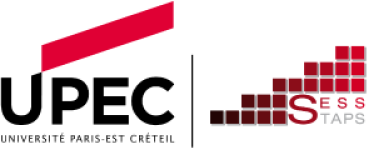 UPEC
UNIVERSITÉ PARIS-EST CRÉTEIL
SESS
STAPS